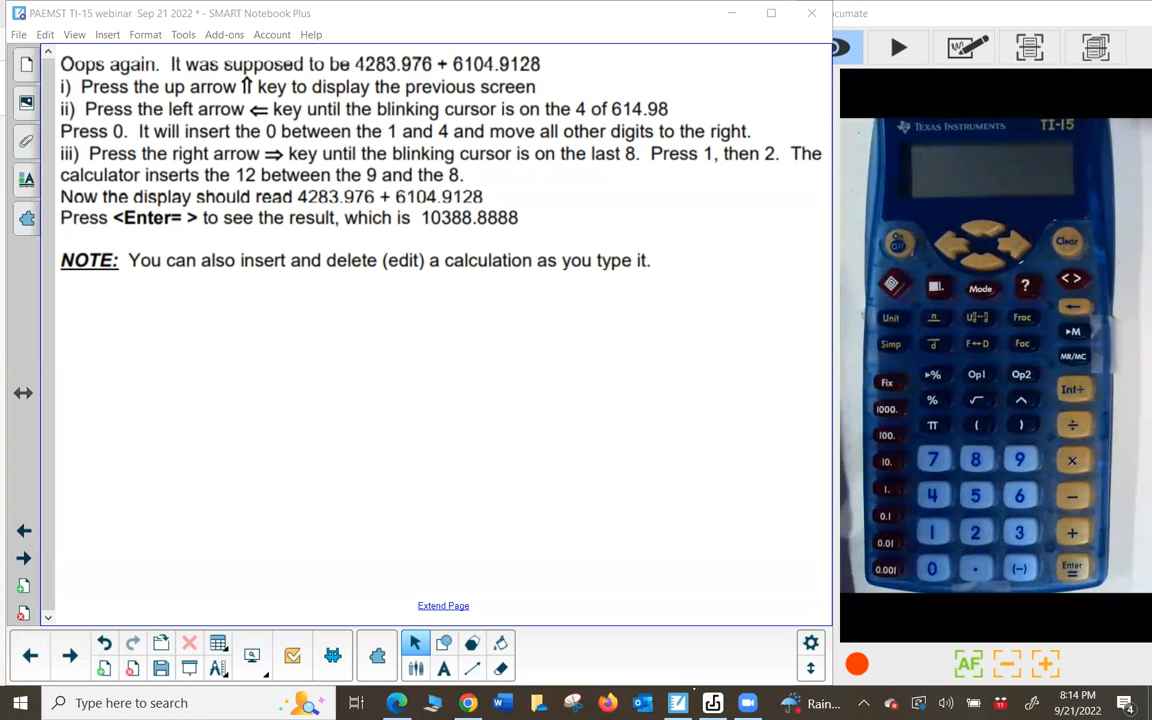 PAEMST TI-15 webinar Sep 21 2022 * - SMART Notebook Plus
ocumate
File Edit View Insert Format Tools Add-ons Account Help
Oops again. It was supposed to be 4283.976 + 6104.9128
i) Press the up arrow ⇑ key to display the previous screen
ii) Press the left arrow ⇐ key until the blinking cursor is on the 4 of 614.98
Press 0. It will insert the 0 between the 1 and 4 and move all other digits to the right.
iii) Press the right arrow ⇒ key until the blinking cursor is on the last 8. Press 1, then 2. The
calculator inserts the 12 between the 9 and the 8.
Now the display should read 4283.976 + 6104.9128
Press <Enter= > to see the result, which is 10388.8888
NOTE: You can also insert and delete (edit) a calculation as you type it.
Extend Page
TEXAS INSTRUMENTS TI-15
On Off Clear
Mode ? < >
Unit n U n/d ↔ n/d Frac
Simp d F↔D Fac ▸M
MR/MC
▸% Op1 Op2
Fix % √ ^ Int÷
1000. π ( ) ÷
100.
10. 7 8 9 ×
1. 4 5 6 −
0.1
0.01 1 2 3 +
0.001 0 . (−) Enter =
AF − +
Type here to search
Rain...
8:14 PM
9/21/2022
11
4